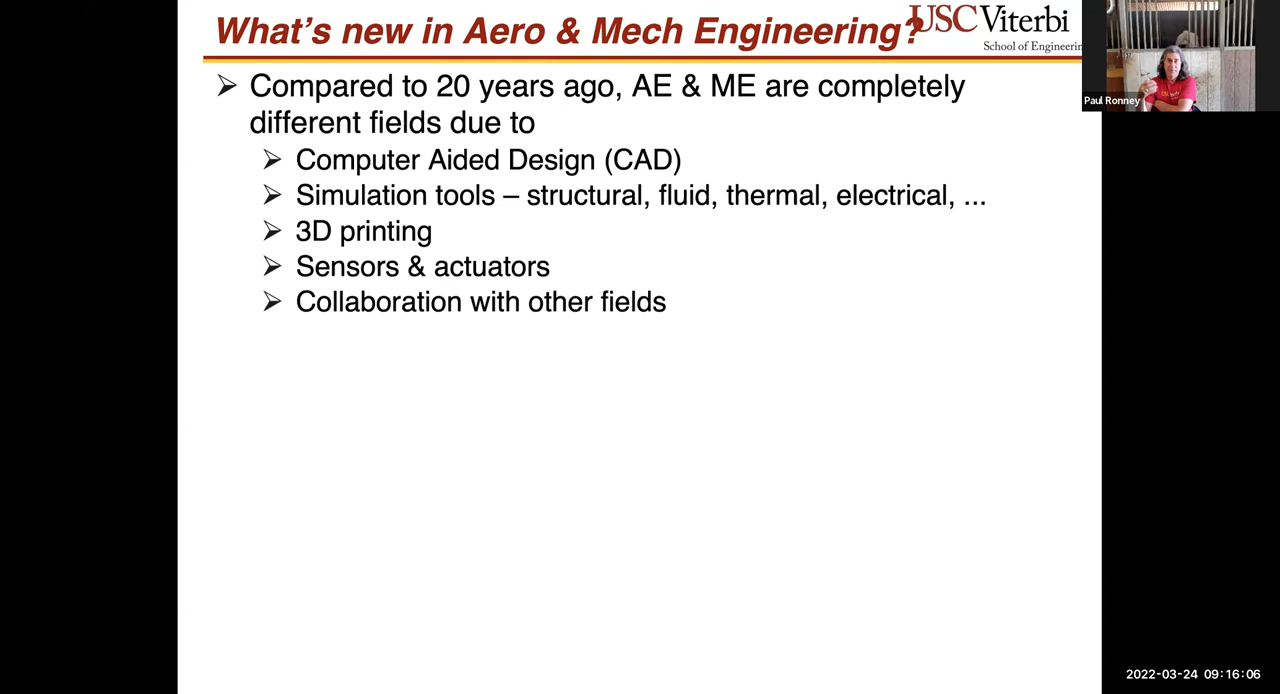 What's new in Aero & Mech Engineering?
USC Viterbi
School of Engineerin
Paul Ronney
➢ Compared to 20 years ago, AE & ME are completely
different fields due to
➢ Computer Aided Design (CAD)
➢ Simulation tools – structural, fluid, thermal, electrical, ...
➢ 3D printing
➢ Sensors & actuators
➢ Collaboration with other fields
2022-03-24 09:16:06